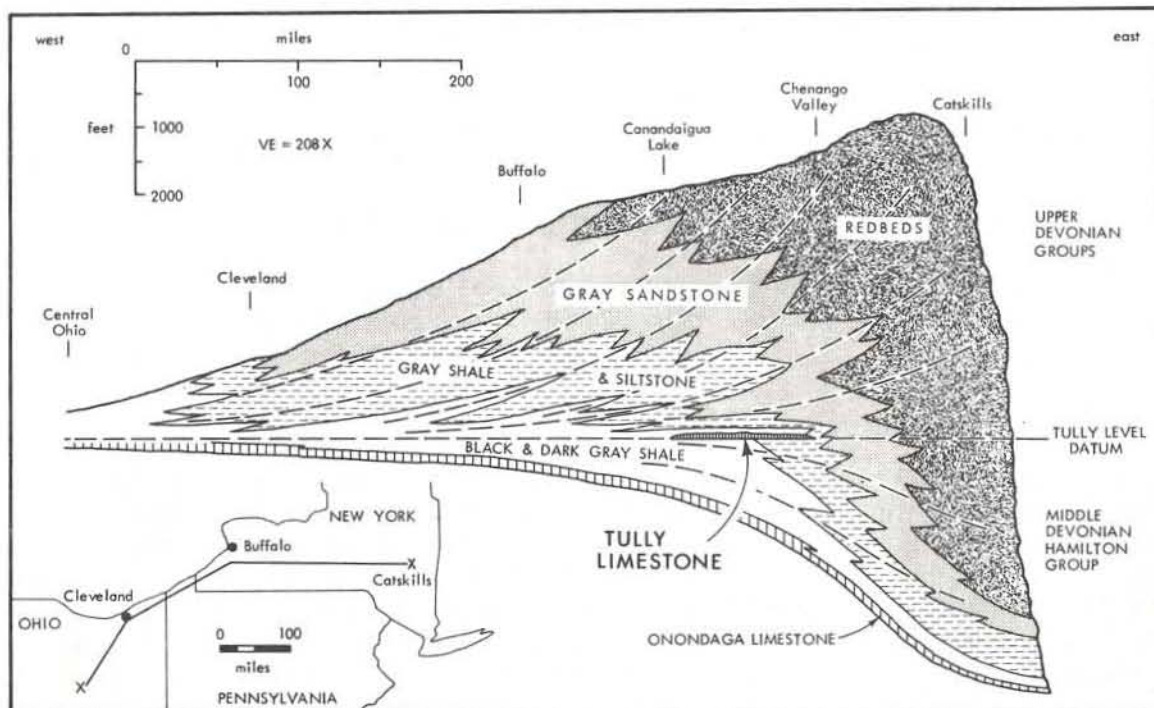 west
miles
east
0
100
200
feet
1000
2000
VE = 208 X
Central
Ohio
Cleveland
Buffalo
Canandaigua
Lake
Chenango
Valley
Catskills
REDBEDS
UPPER
DEVONIAN
GROUPS
GRAY SANDSTONE
GRAY SHALE & SILTSTONE
BLACK & DARK GRAY SHALE
TULLY LEVEL
DATUM
TULLY
LIMESTONE
MIDDLE
DEVONIAN
HAMILTON
GROUP
ONONDAGA LIMESTONE
NEW YORK
Buffalo
X
Catskills
Cleveland
OHIO
0
100
miles
X
PENNSYLVANIA